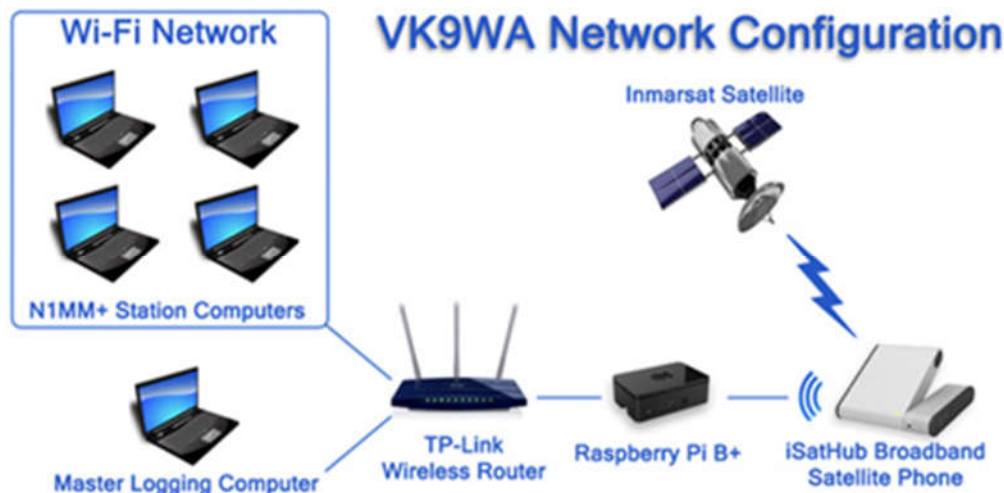 Wi-Fi Network
VK9WA Network Configuration
Inmarsat Satellite
N1MM+ Station Computers
TP-Link
Wireless Router
Raspberry Pi B+
iSatHub Broadband
Satellite Phone
Master Logging Computer